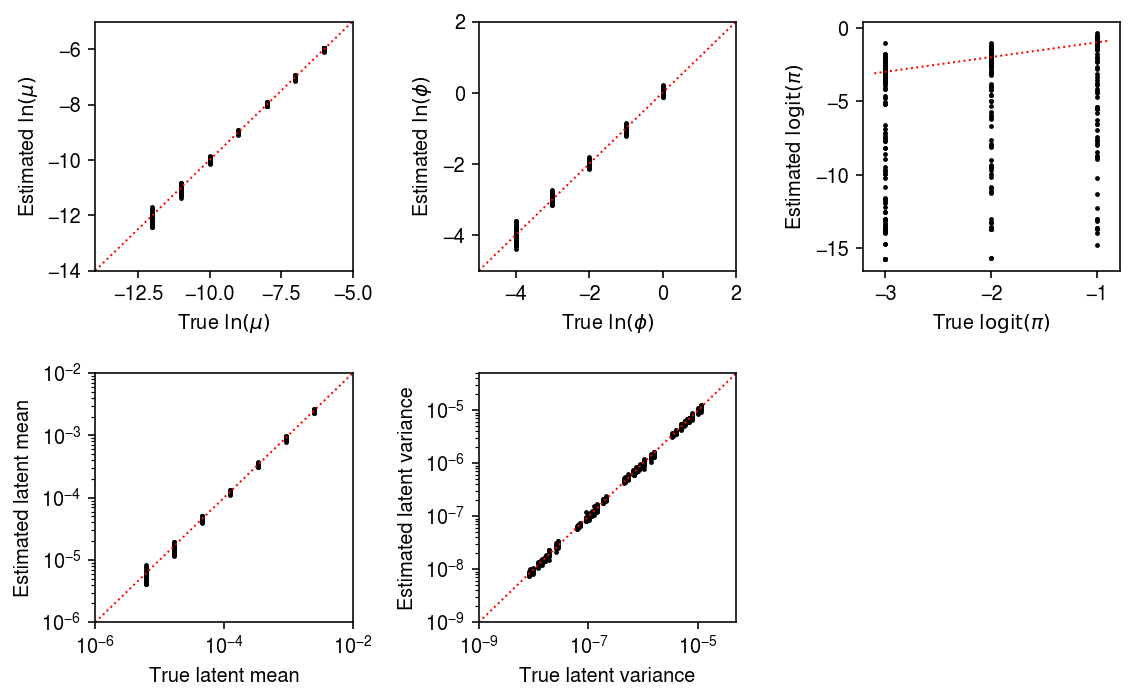 Estimated ln(μ)
−6
−8
−10
−12
−14
−12.5 −10.0 −7.5 −5.0
True ln(μ)
Estimated ln(ϕ)
2
0
−2
−4
−4 −2 0 2
True ln(ϕ)
Estimated logit(π)
0
−5
−10
−15
−3 −2 −1
True logit(π)
Estimated latent mean
10⁻²
10⁻³
10⁻⁴
10⁻⁵
10⁻⁶
10⁻⁶ 10⁻⁴ 10⁻²
True latent mean
Estimated latent variance
10⁻⁵
10⁻⁶
10⁻⁷
10⁻⁸
10⁻⁹
10⁻⁹ 10⁻⁷ 10⁻⁵
True latent variance